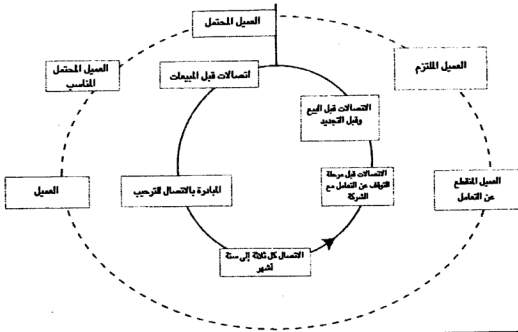 العميل المحتمل
العميل المحتمل
المناسب
اتصالات قبل المبيعات
العميل الملتزم
الاتصالات قبل البيع
وقبل التجديد
العميل
المبادرة بالاتصال للترحيب
الاتصالات قبل مرحلة
التوقف عن التعامل مع
الشركة
العميل المنقطع
عن التعامل
الاتصال كل ثلاثة إلى ستة
أشهر